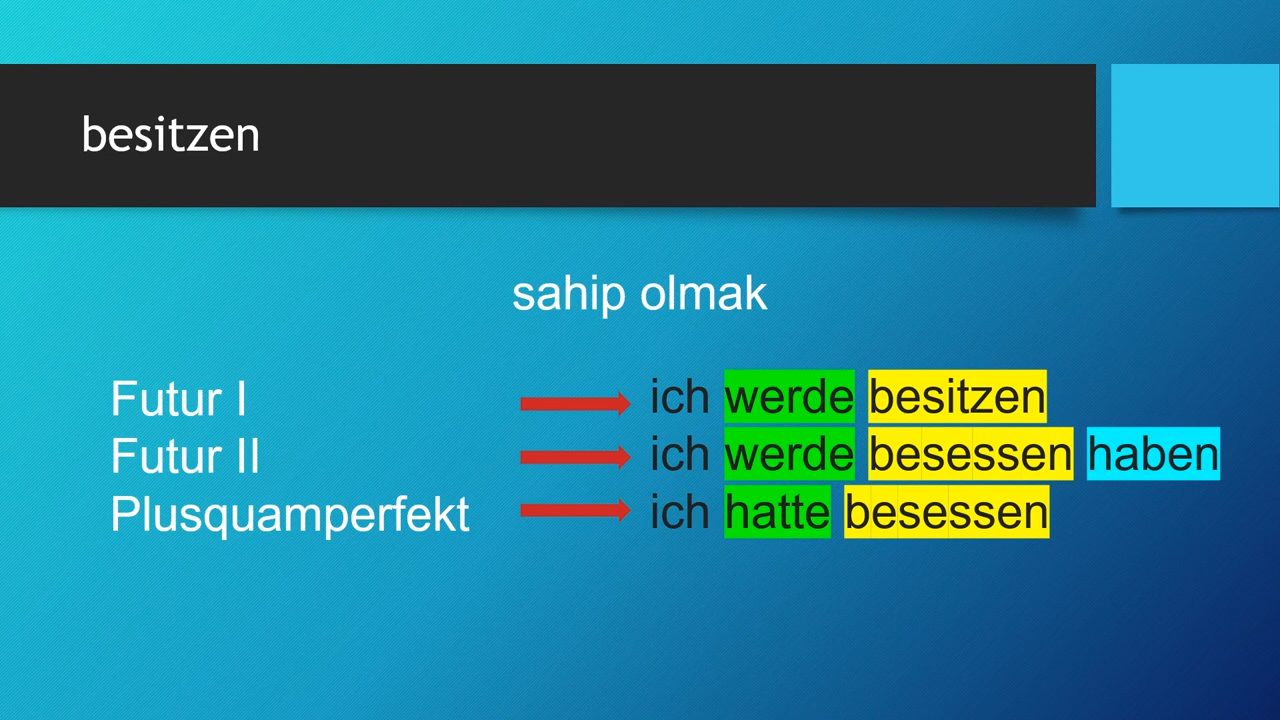 besitzen
sahip olmak
Futur I ich werde besitzen
Futur II ich werde besessen haben
Plusquamperfekt ich hatte besessen